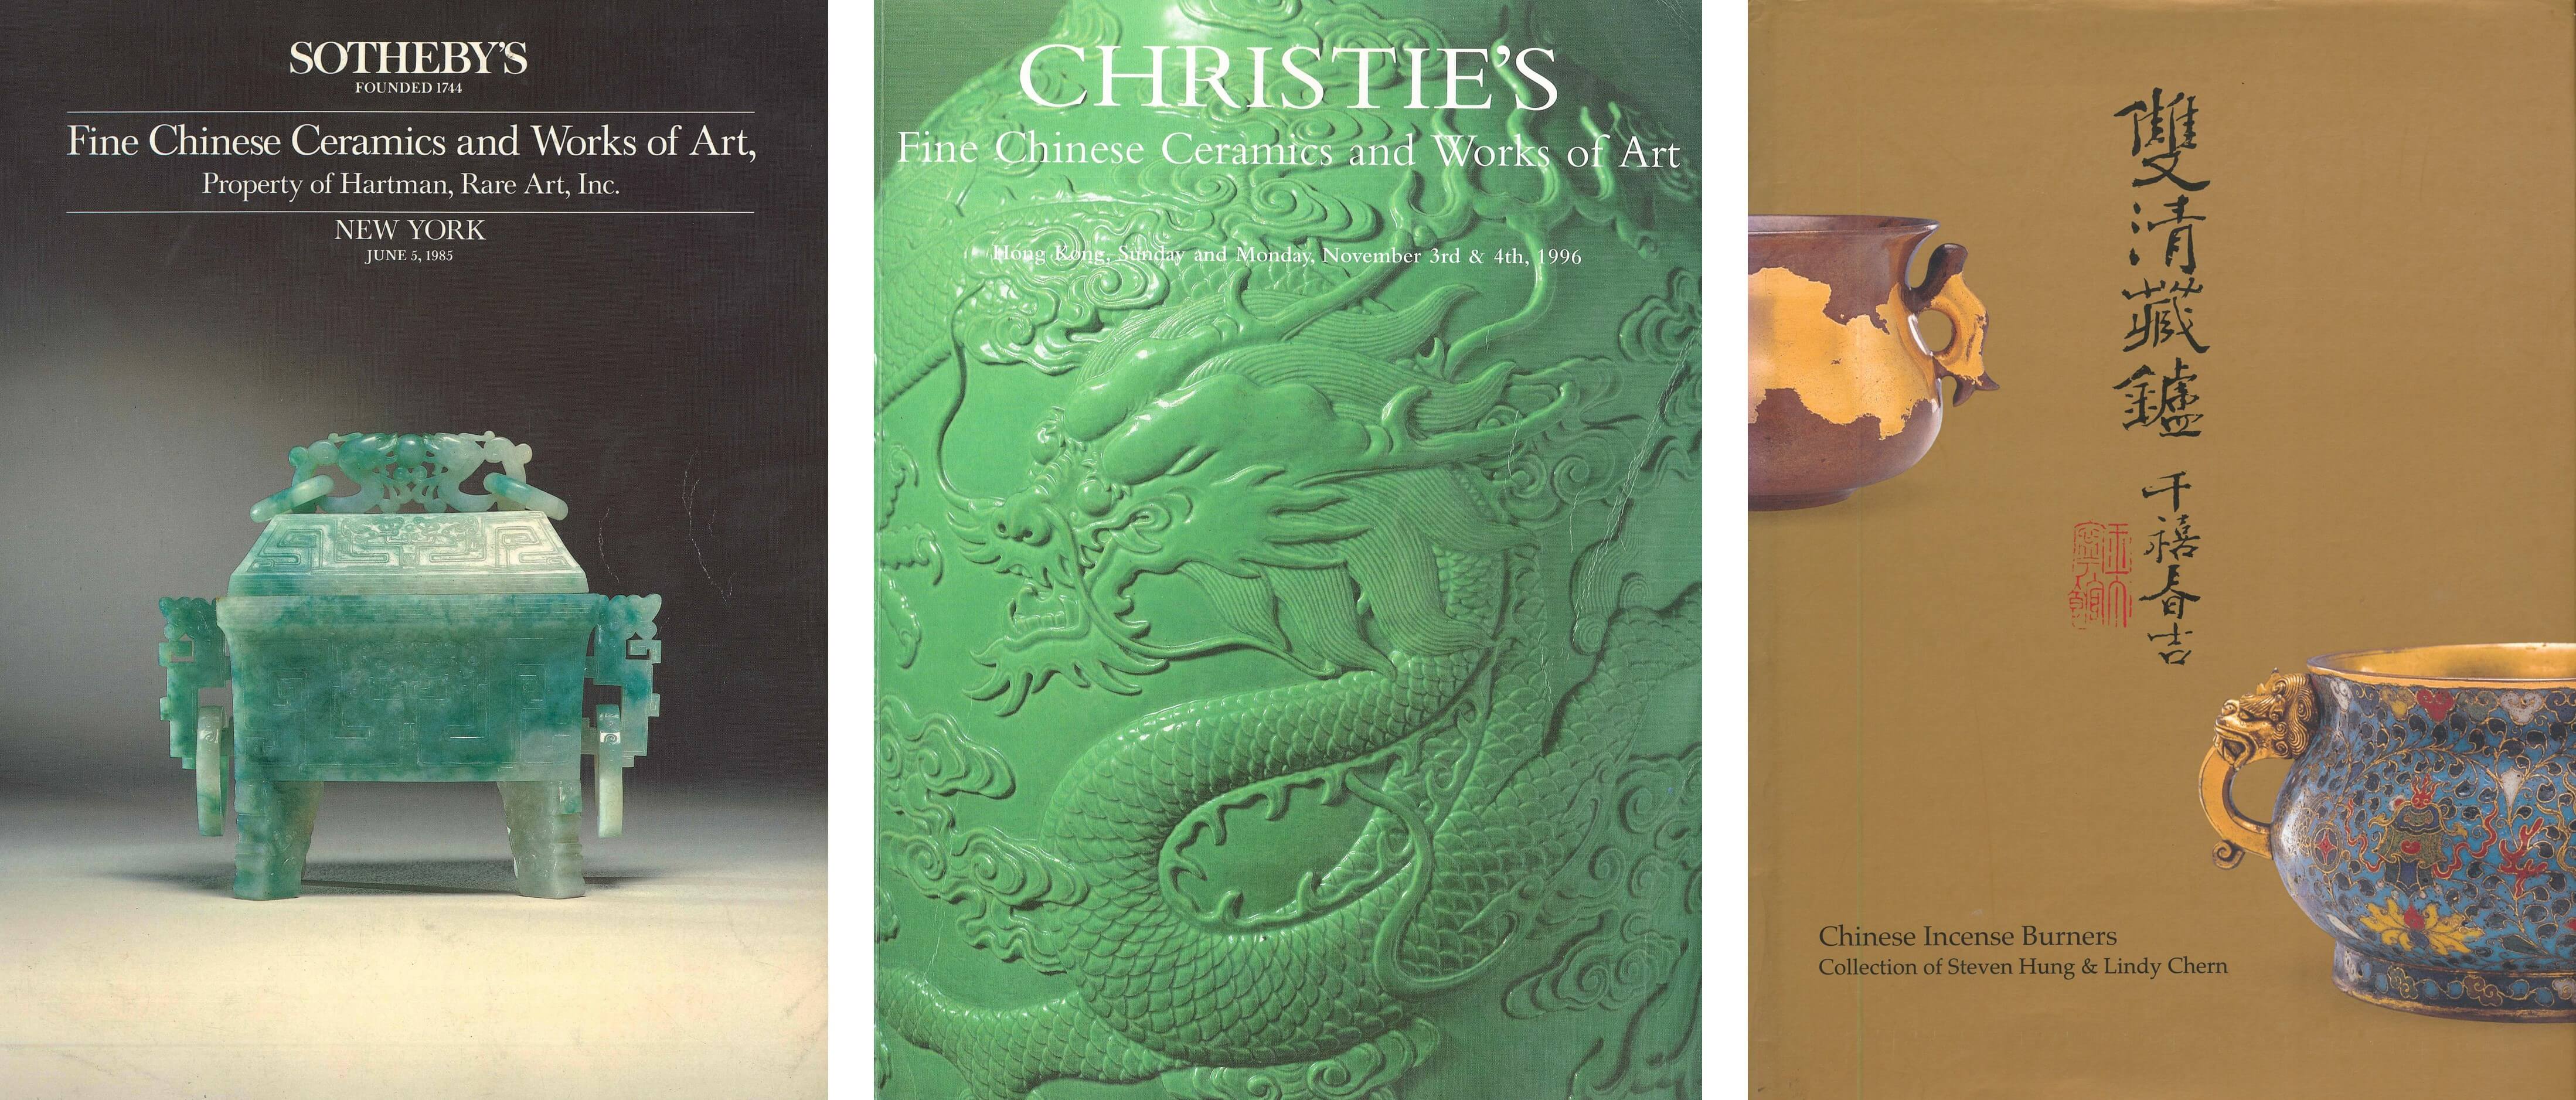 SOTHEBY'S
FOUNDED 1744
Fine Chinese Ceramics and Works of Art,
Property of Hartman, Rare Art, Inc.
NEW YORK
JUNE 5, 1985
CHRISTIE'S
Fine Chinese Ceramics and Works of Art
Hong Kong, Sunday and Monday, November 3rd & 4th, 1996
雙清藏鑪
千禧春吉
Chinese Incense Burners
Collection of Steven Hung & Lindy Chern